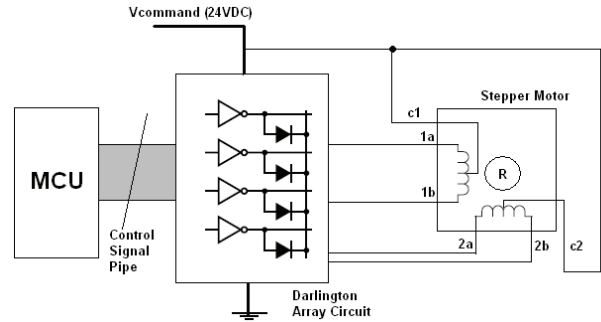 Vcommand (24VDC)
Stepper Motor
c1
1a
MCU
R
1b
Control
Signal
Pipe
2a
2b
c2
Darlington
Array Circuit